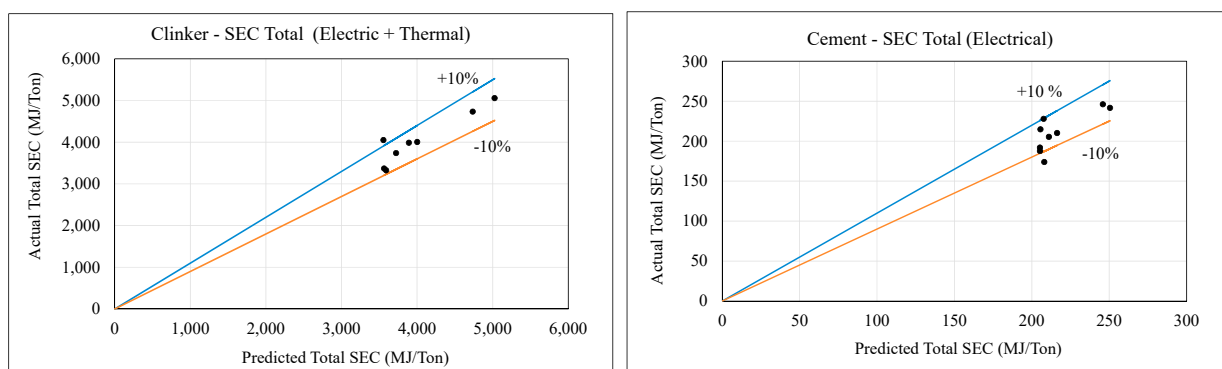 Clinker - SEC Total (Electric + Thermal)
6,000
5,000
4,000
3,000
2,000
1,000
0
+10%
-10%
0 1,000 2,000 3,000 4,000 5,000 6,000
Actual Total SEC (MJ/Ton)
Predicted Total SEC (MJ/Ton)
Cement - SEC Total (Electrical)
300
250
200
150
100
50
0
+10 %
-10%
0 50 100 150 200 250 300
Actual Total SEC (MJ/Ton)
Predicted Total SEC (MJ/Ton)